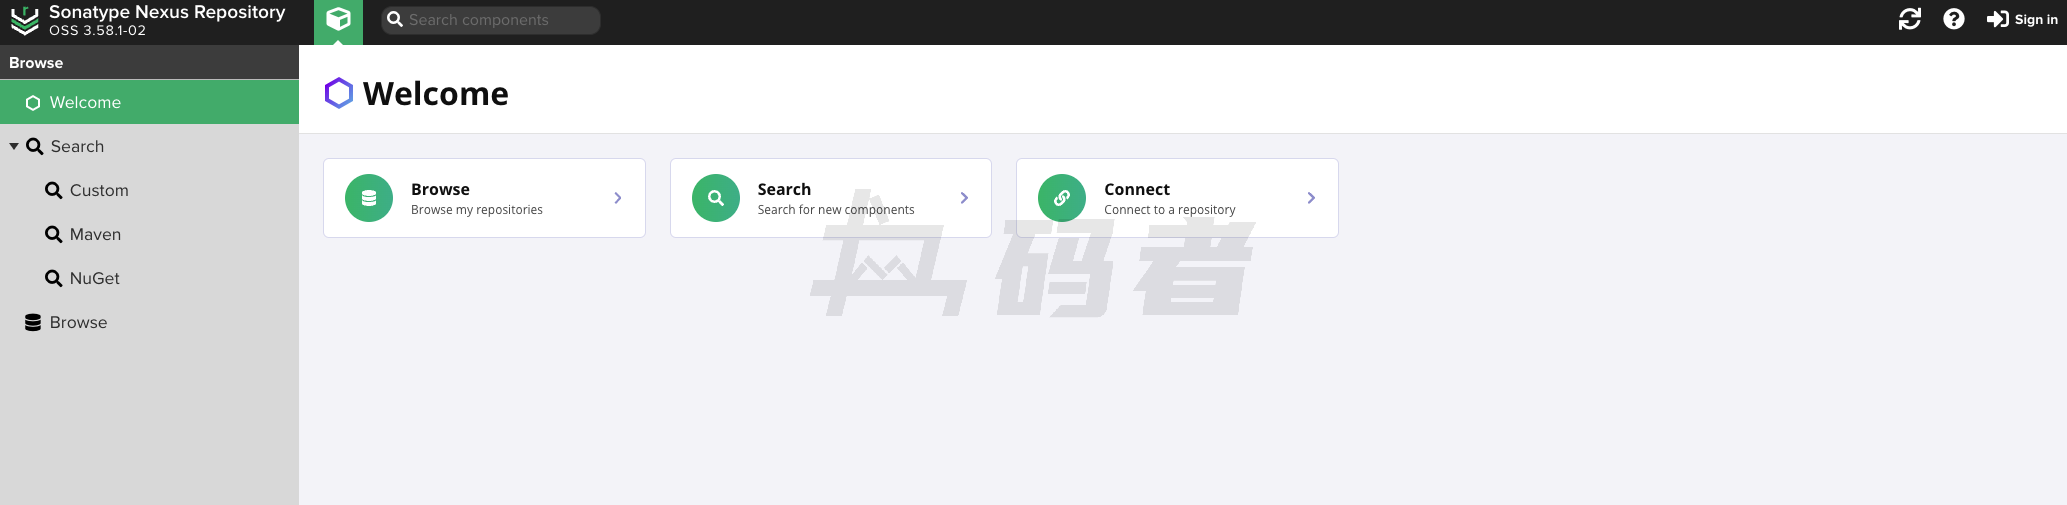 Sonatype Nexus Repository
OSS 3.58.1-02
Search components
Sign in
Browse
Welcome
Search
Custom
Maven
NuGet
Browse
Welcome
Browse
Browse my repositories
Search
Search for new components
Connect
Connect to a repository
码者